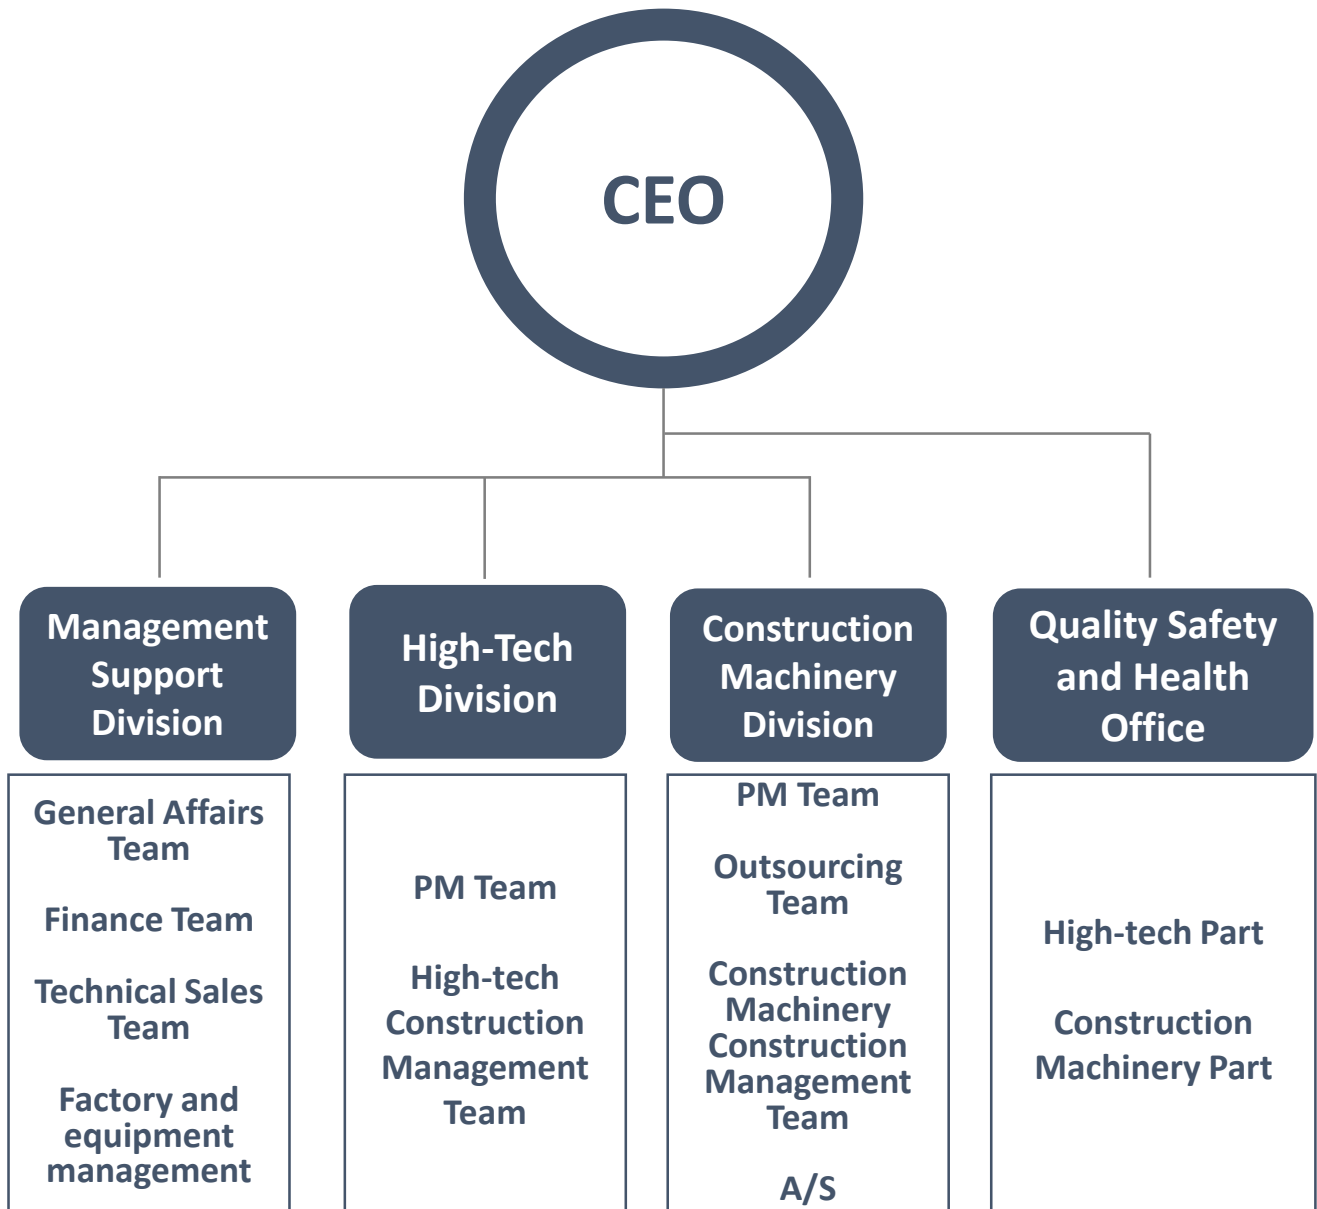 CEO
Management
Support
Division
General Affairs
Team
Finance Team
Technical Sales
Team
Factory and
equipment
management
High-Tech
Division
PM Team
High-tech
Construction
Management
Team
Construction
Machinery
Division
PM Team
Outsourcing
Team
Construction
Machinery
Construction
Management
Team
A/S
Quality Safety
and Health
Office
High-tech Part
Construction
Machinery Part